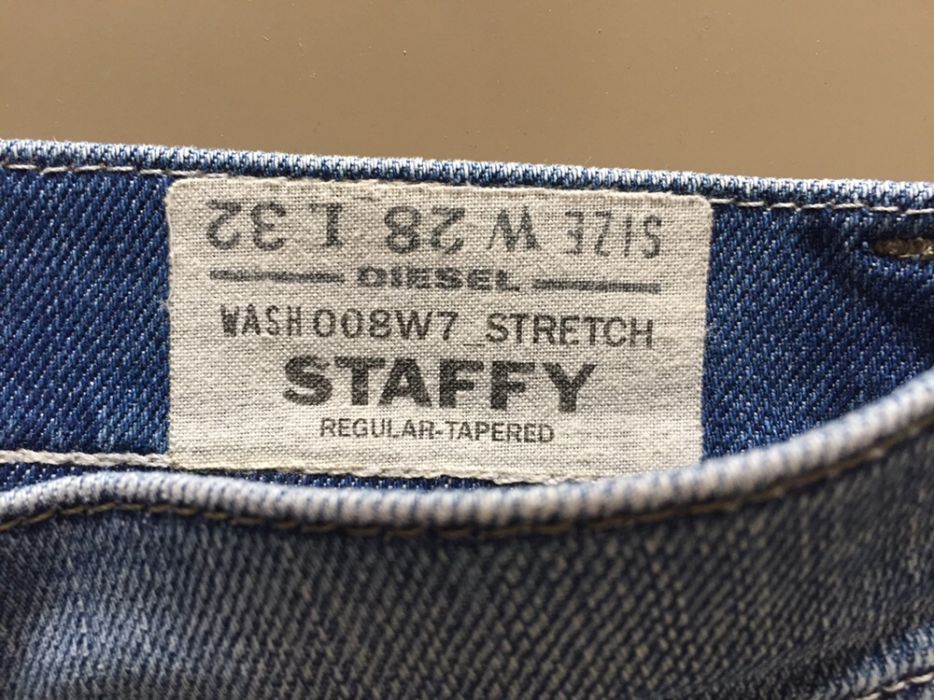 SIZE W 28 L 32
DIESEL
WASH 008W7_STRETCH
STAFFY
REGULAR-TAPERED